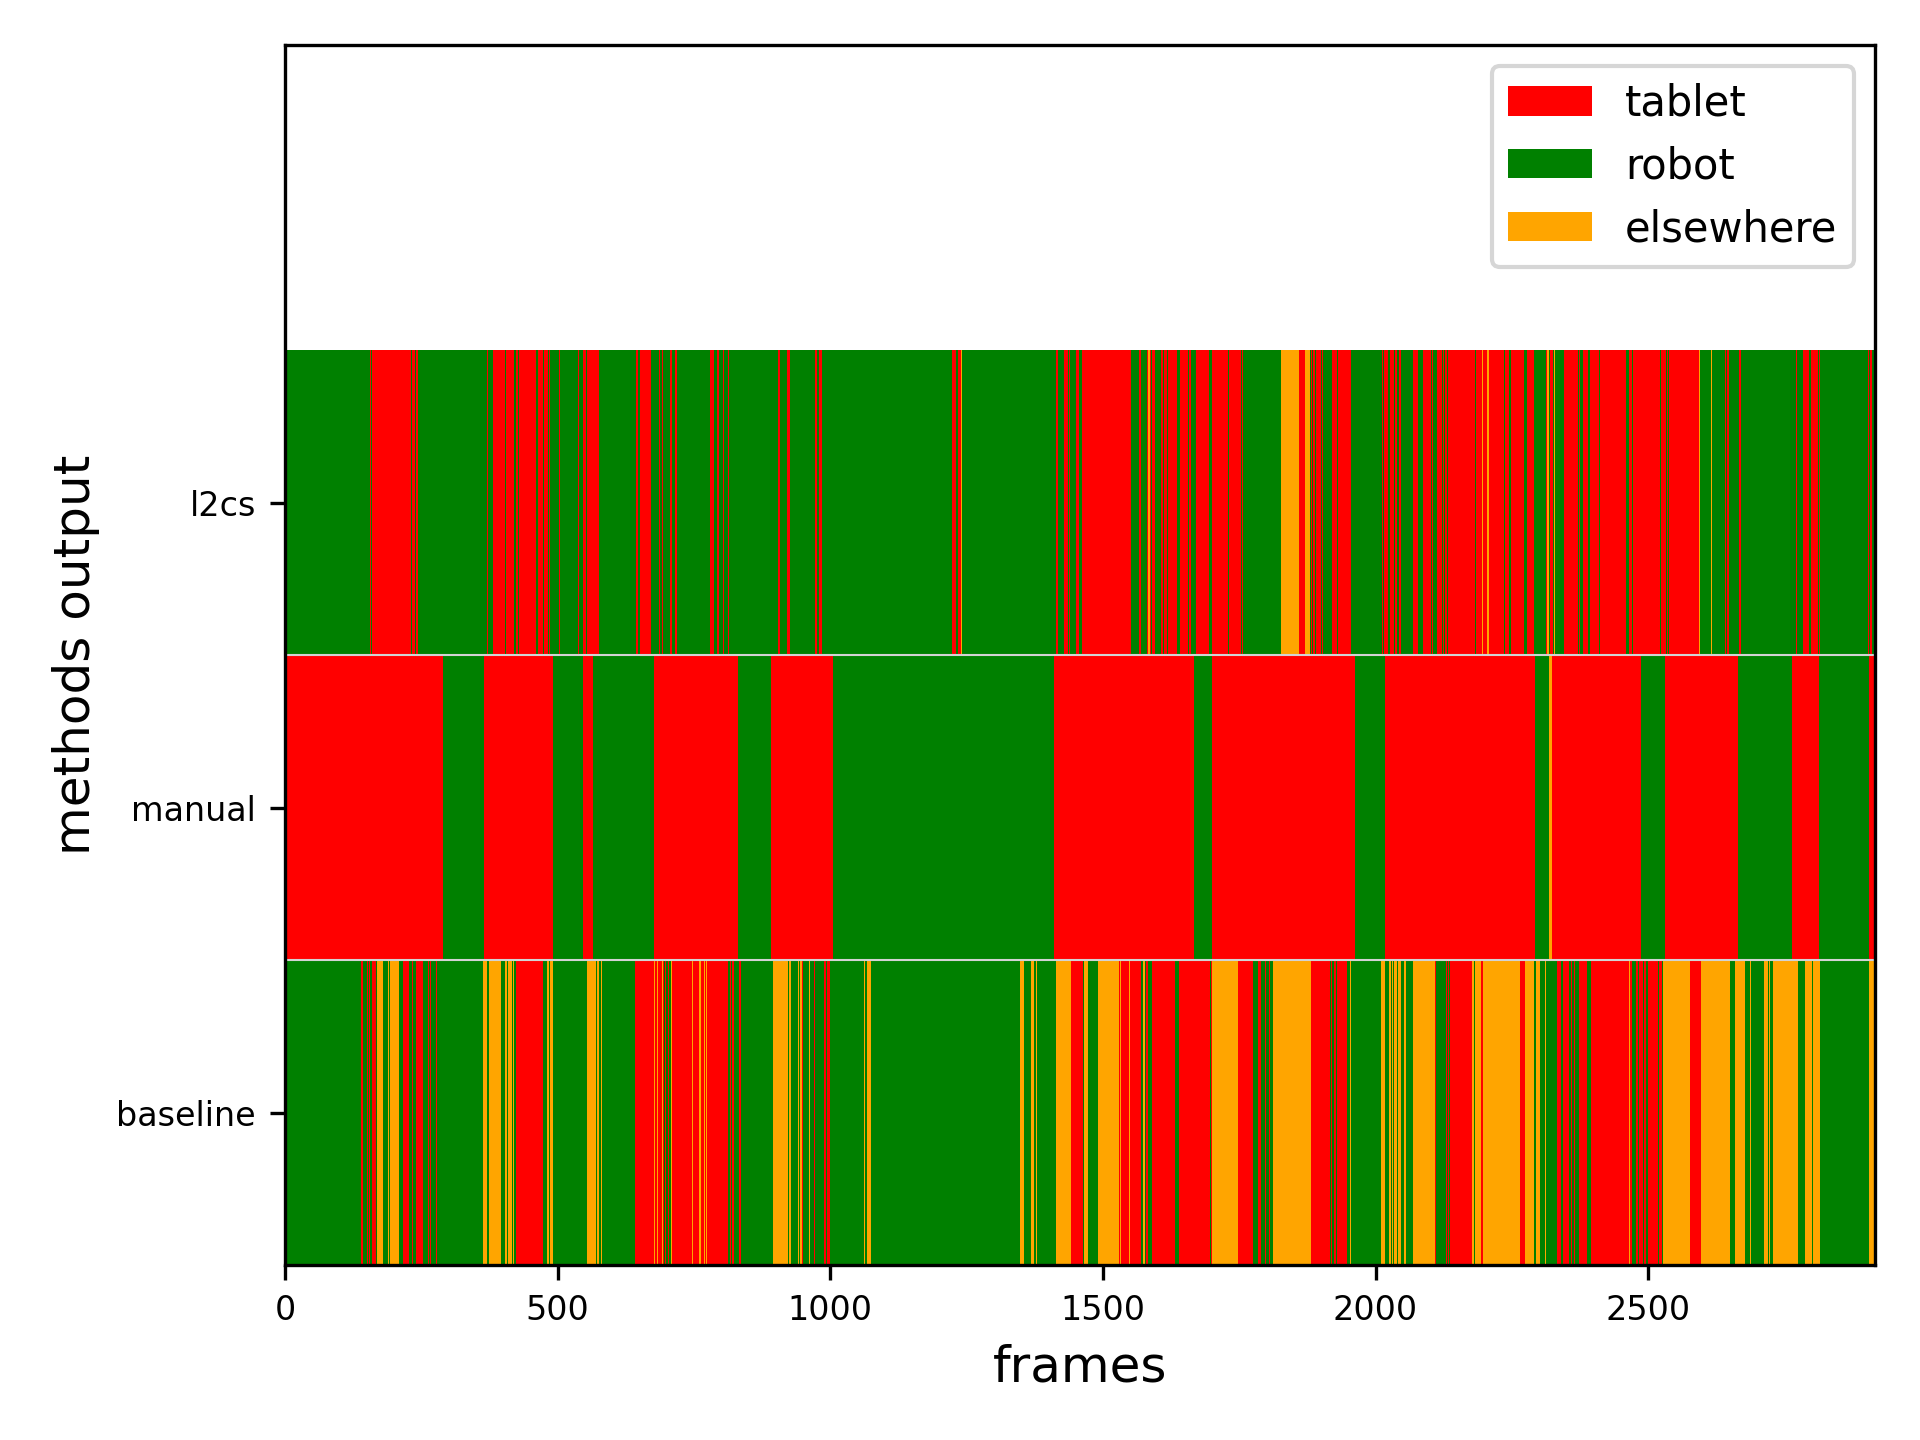 tablet
robot
elsewhere
methods output
l2cs
manual
baseline
0 500 1000 1500 2000 2500
frames